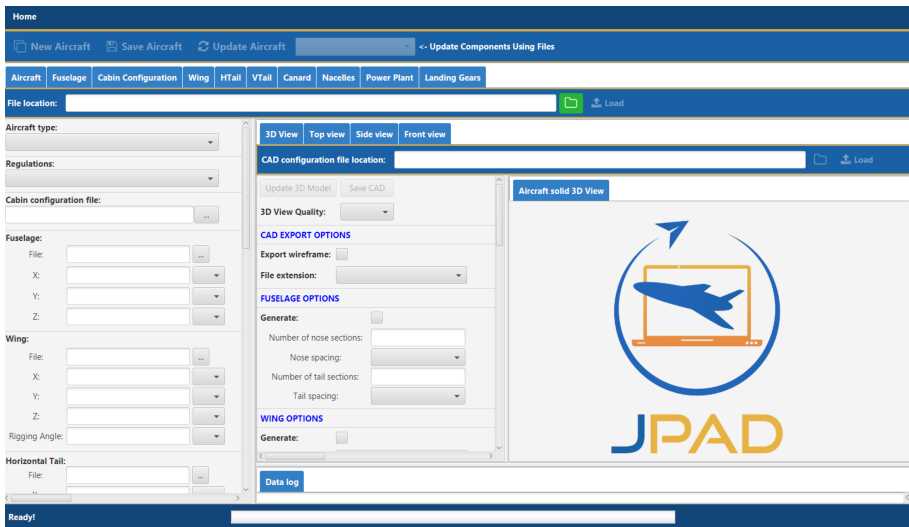 Home
New Aircraft Save Aircraft Update Aircraft <- Update Components Using Files
Aircraft Fuselage Cabin Configuration Wing HTail VTail Canard Nacelles Power Plant Landing Gears
File location: Load
Aircraft type:
Regulations:
Cabin configuration file:
...
Fuselage:
File: ...
X:
Y:
Z:
Wing:
File: ...
X:
Y:
Z:
Rigging Angle:
Horizontal Tail:
File: ...
3D View Top view Side view Front view
CAD configuration file location: Load
Update 3D Model Save CAD
3D View Quality:
CAD EXPORT OPTIONS
Export wireframe:
File extension:
FUSELAGE OPTIONS
Generate:
Number of nose sections:
Nose spacing:
Number of tail sections:
Tail spacing:
WING OPTIONS
Generate:
Aircraft solid 3D View
JPAD
Data log
Ready!